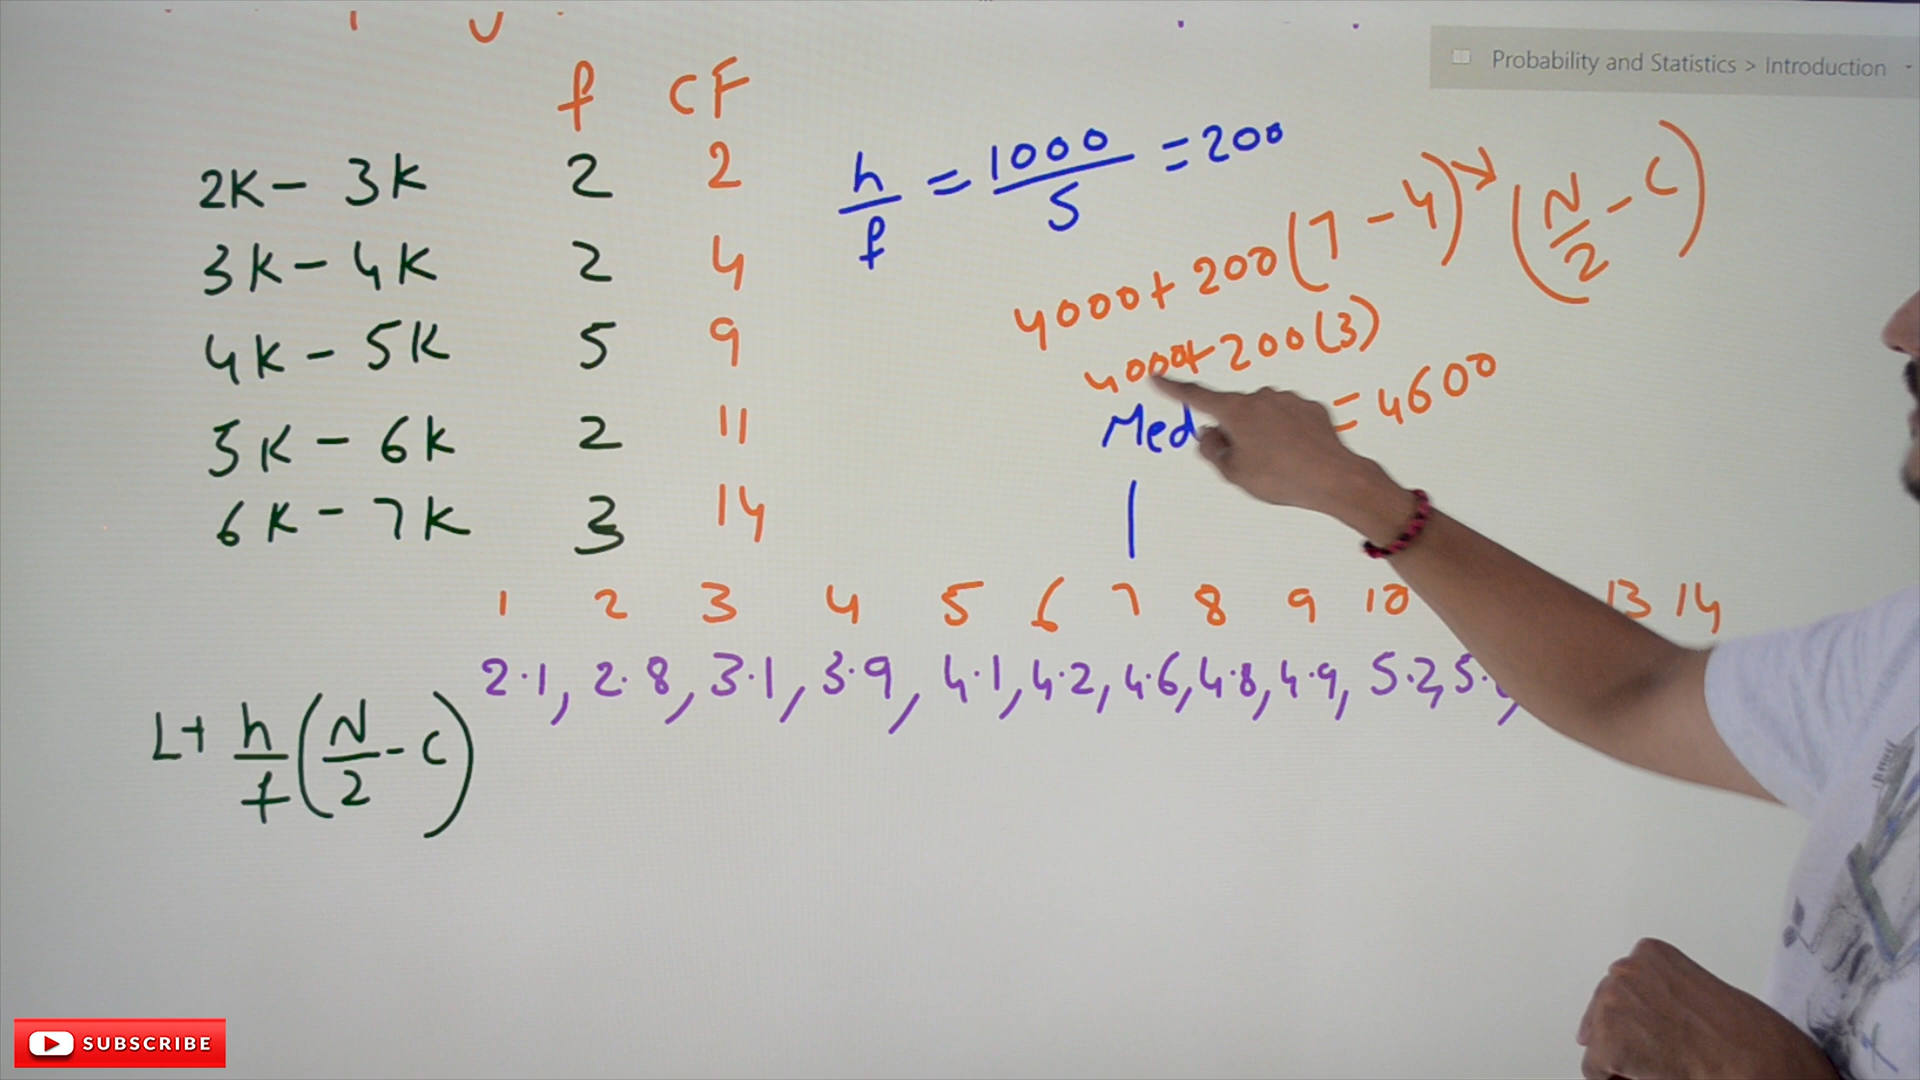 Probability and Statistics > Introduction
f CF
2K - 3K 2 2
3K - 4K 2 4
4K - 5K 5 9
5K - 6K 2 11
6K - 7K 3 14
h/f = 1000/5 = 200
4000 + 200 (7 - 4) → (N/2 - C)
4000 + 200 (3)
Med = 4600
1 2 3 4 5 6 7 8 9 10 13 14
2.1, 2.8, 3.1, 3.9, 4.1, 4.2, 4.6, 4.8, 4.9, 5.2,
L + h/f (N/2 - C)
SUBSCRIBE